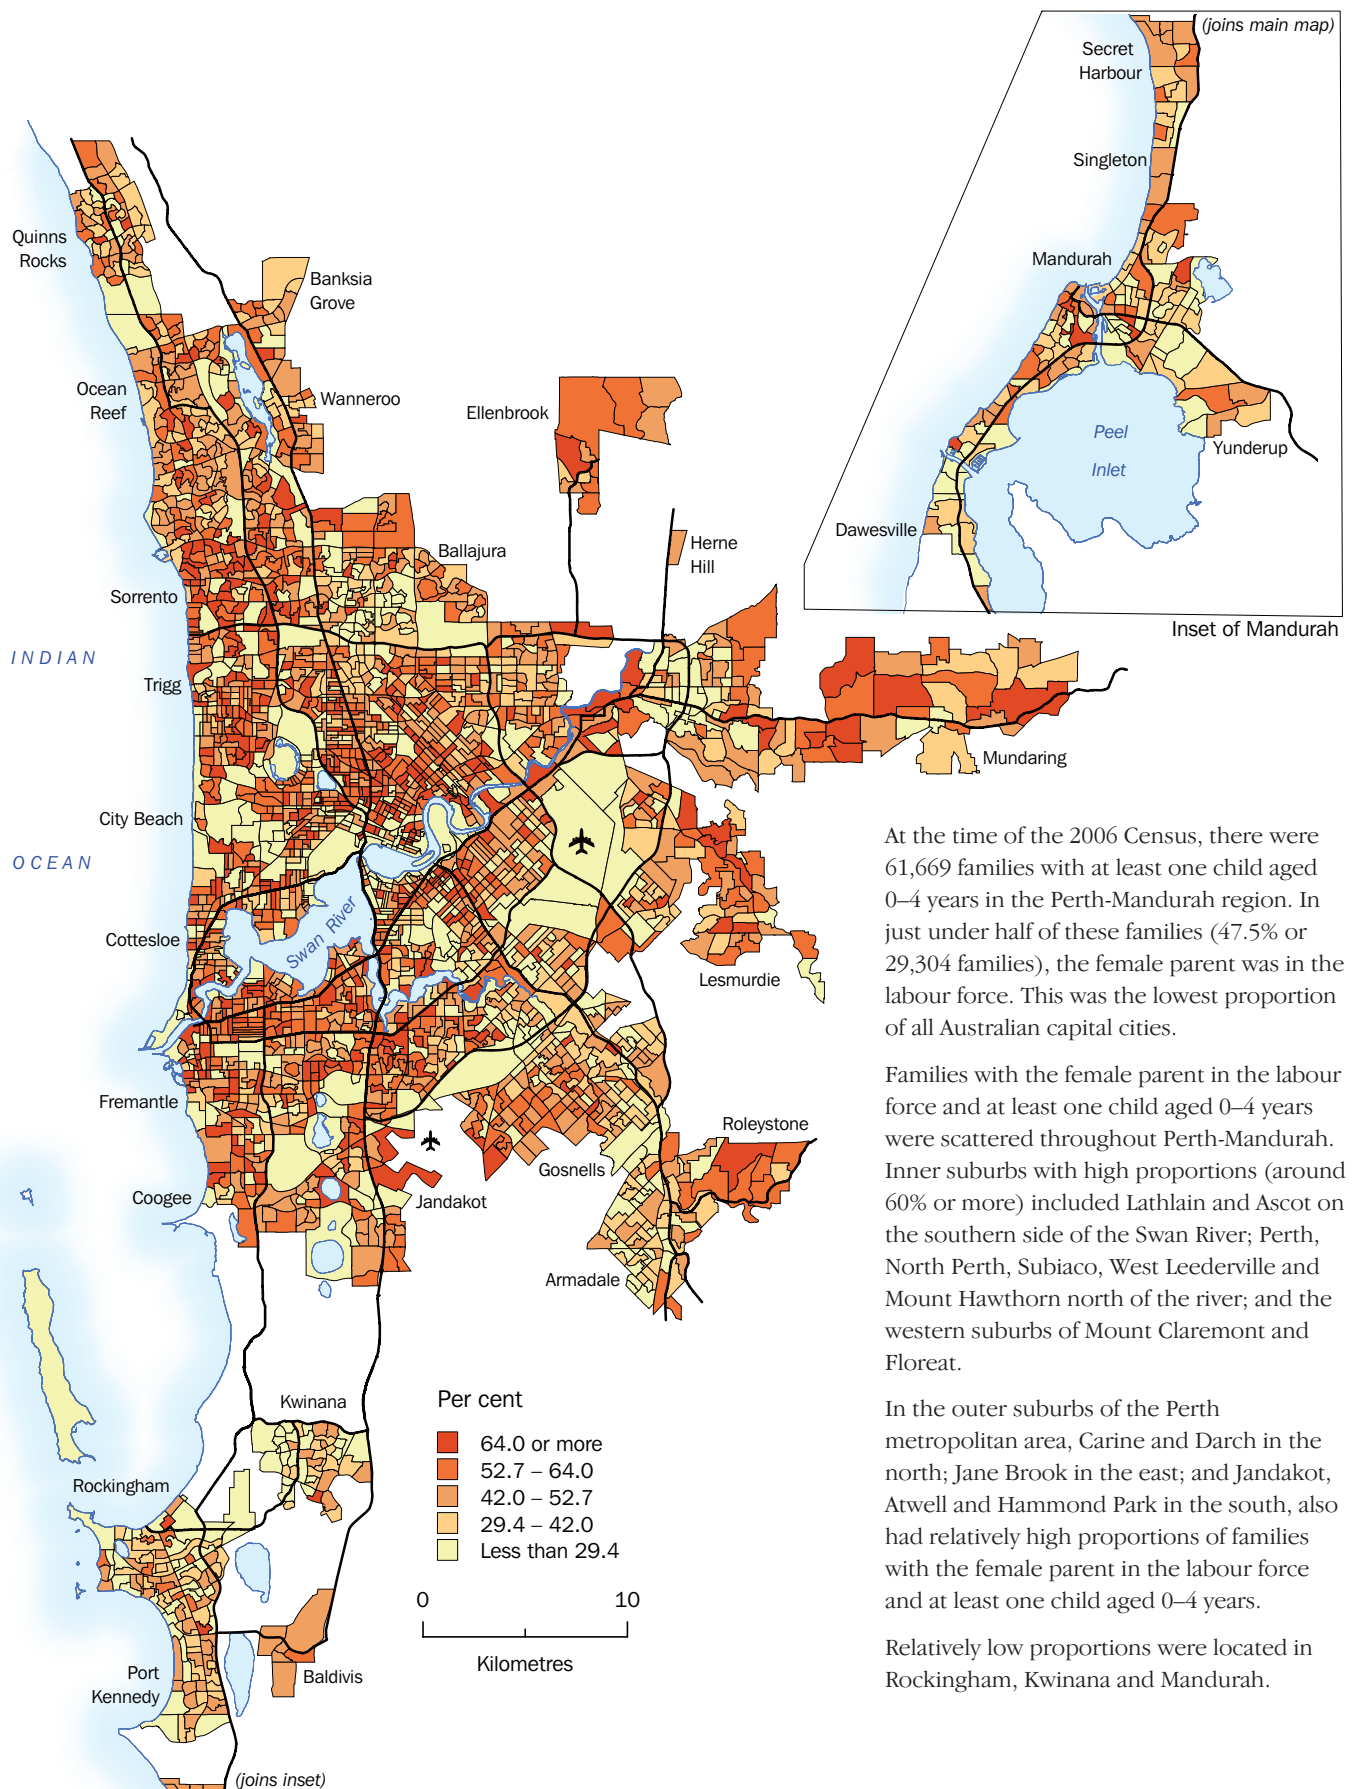 (joins main map)
Secret
Harbour
Singleton
Mandurah
Peel
Inlet
Yunderup
Dawesville
Inset of Mandurah
Quinns
Rocks
Banksia
Grove
Ocean
Reef
Wanneroo
Ellenbrook
Ballajura
Herne
Hill
Sorrento
INDIAN
Trigg
Mundaring
City Beach
OCEAN
Swan River
Cottesloe
Lesmurdie
Fremantle
Roleystone
Gosnells
Coogee
Jandakot
Armadale
Kwinana
Rockingham
Port
Kennedy
Baldivis
(joins inset)
Per cent
64.0 or more
52.7 – 64.0
42.0 – 52.7
29.4 – 42.0
Less than 29.4
0 10
Kilometres
At the time of the 2006 Census, there were
61,669 families with at least one child aged
0–4 years in the Perth-Mandurah region. In
just under half of these families (47.5% or
29,304 families), the female parent was in the
labour force. This was the lowest proportion
of all Australian capital cities.
Families with the female parent in the labour
force and at least one child aged 0–4 years
were scattered throughout Perth-Mandurah.
Inner suburbs with high proportions (around
60% or more) included Lathlain and Ascot on
the southern side of the Swan River; Perth,
North Perth, Subiaco, West Leederville and
Mount Hawthorn north of the river; and the
western suburbs of Mount Claremont and
Floreat.
In the outer suburbs of the Perth
metropolitan area, Carine and Darch in the
north; Jane Brook in the east; and Jandakot,
Atwell and Hammond Park in the south, also
had relatively high proportions of families
with the female parent in the labour force
and at least one child aged 0–4 years.
Relatively low proportions were located in
Rockingham, Kwinana and Mandurah.